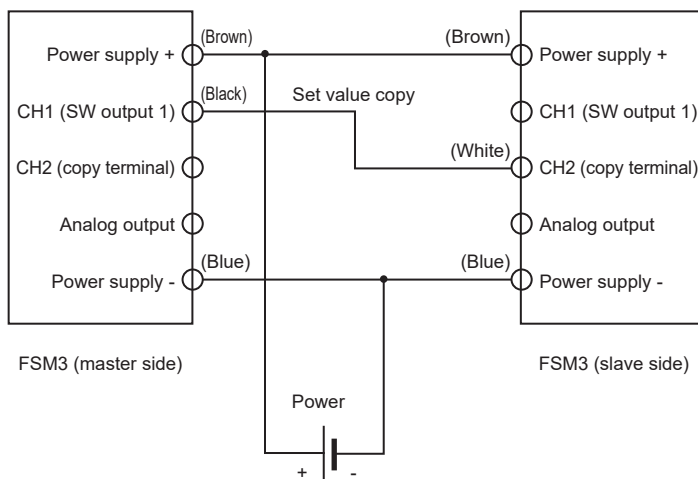 (Brown)
(Brown)
Power supply +
Power supply +
(Black)
Set value copy
CH1 (SW output 1)
CH1 (SW output 1)
(White)
CH2 (copy terminal)
CH2 (copy terminal)
Analog output
Analog output
(Blue)
(Blue)
Power supply -
Power supply -
FSM3 (master side)
FSM3 (slave side)
Power
+ -